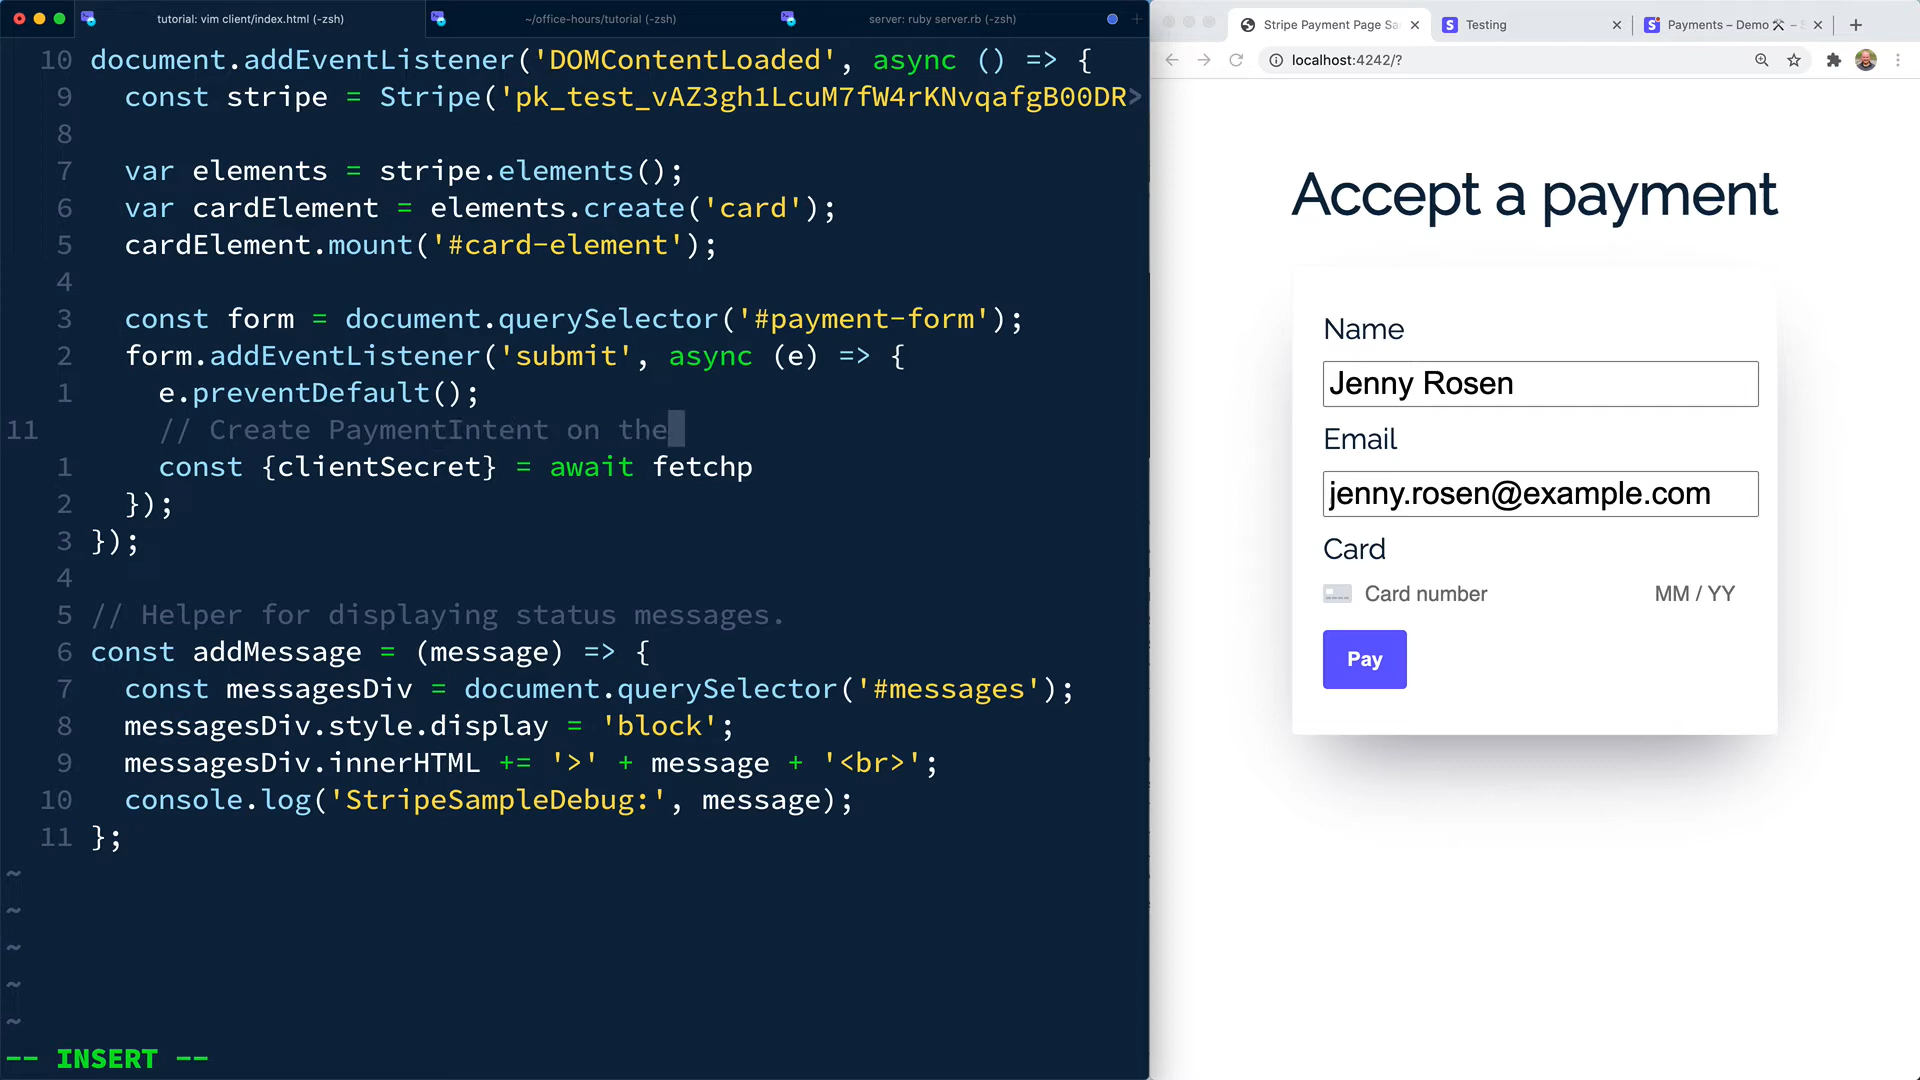 tutorial: vim client/index.html (-zsh)
~/office-hours/tutorial (-zsh)
server: ruby server.rb (-zsh)
10 document.addEventListener('DOMContentLoaded', async () => {
9 const stripe = Stripe('pk_test_vAZ3gh1LcuM7fW4rKNvqafgB00DR>
8
7 var elements = stripe.elements();
6 var cardElement = elements.create('card');
5 cardElement.mount('#card-element');
4
3 const form = document.querySelector('#payment-form');
2 form.addEventListener('submit', async (e) => {
1 e.preventDefault();
11 // Create PaymentIntent on the
1 const {clientSecret} = await fetchp
2 });
3 });
4
5 // Helper for displaying status messages.
6 const addMessage = (message) => {
7 const messagesDiv = document.querySelector('#messages');
8 messagesDiv.style.display = 'block';
9 messagesDiv.innerHTML += '>' + message + '<br>';
10 console.log('StripeSampleDebug:', message);
11 };
~
~
~
~
~
-- INSERT --
Stripe Payment Page Sa
Testing
Payments – Demo
localhost:4242/?
Accept a payment
Name
Jenny Rosen
Email
jenny.rosen@example.com
Card
Card number MM / YY
Pay